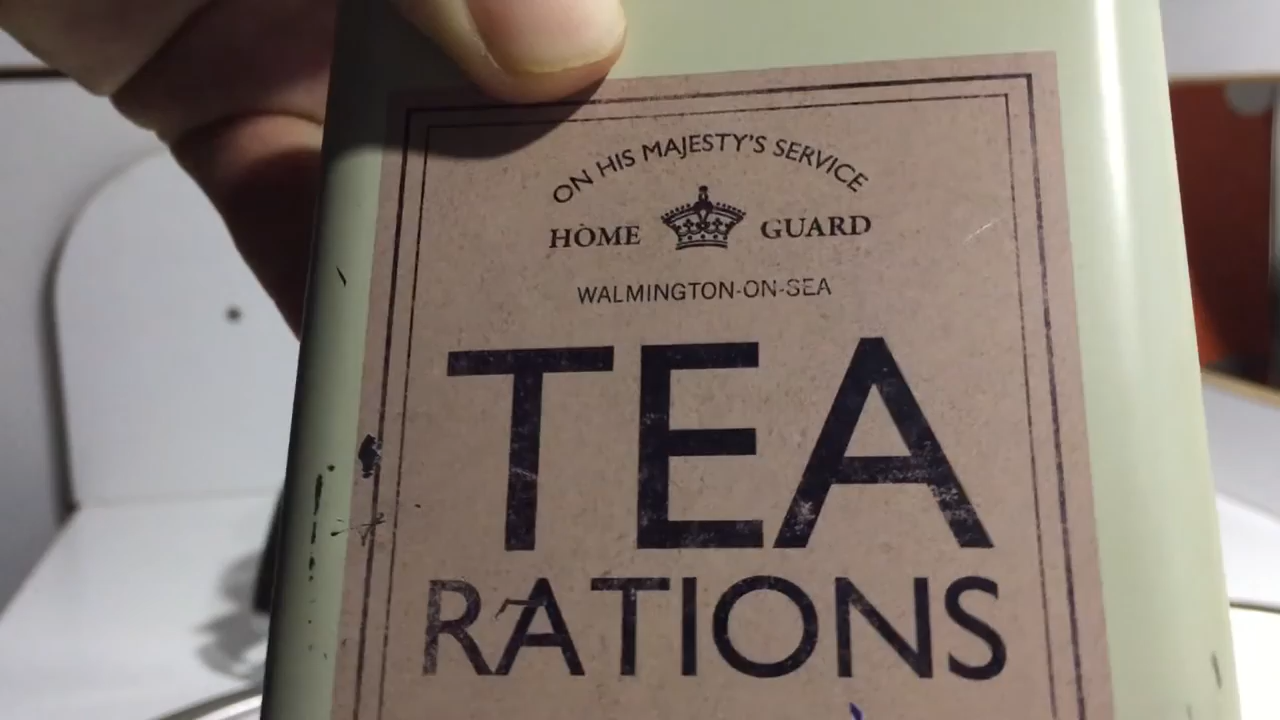 ON HIS MAJESTY'S SERVICE
HOME GUARD
WALMINGTON-ON-SEA
TEA
RATIONS